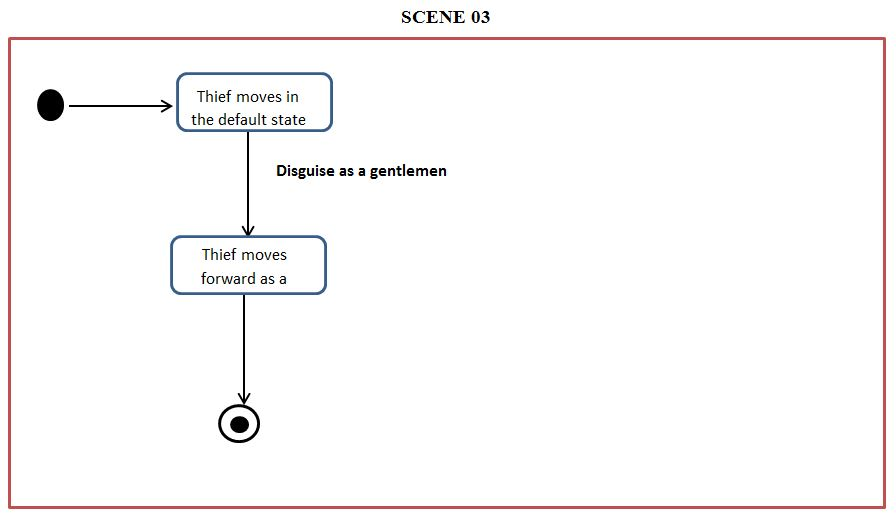 SCENE 03
Thief moves in
the default state
Disguise as a gentlemen
Thief moves
forward as a